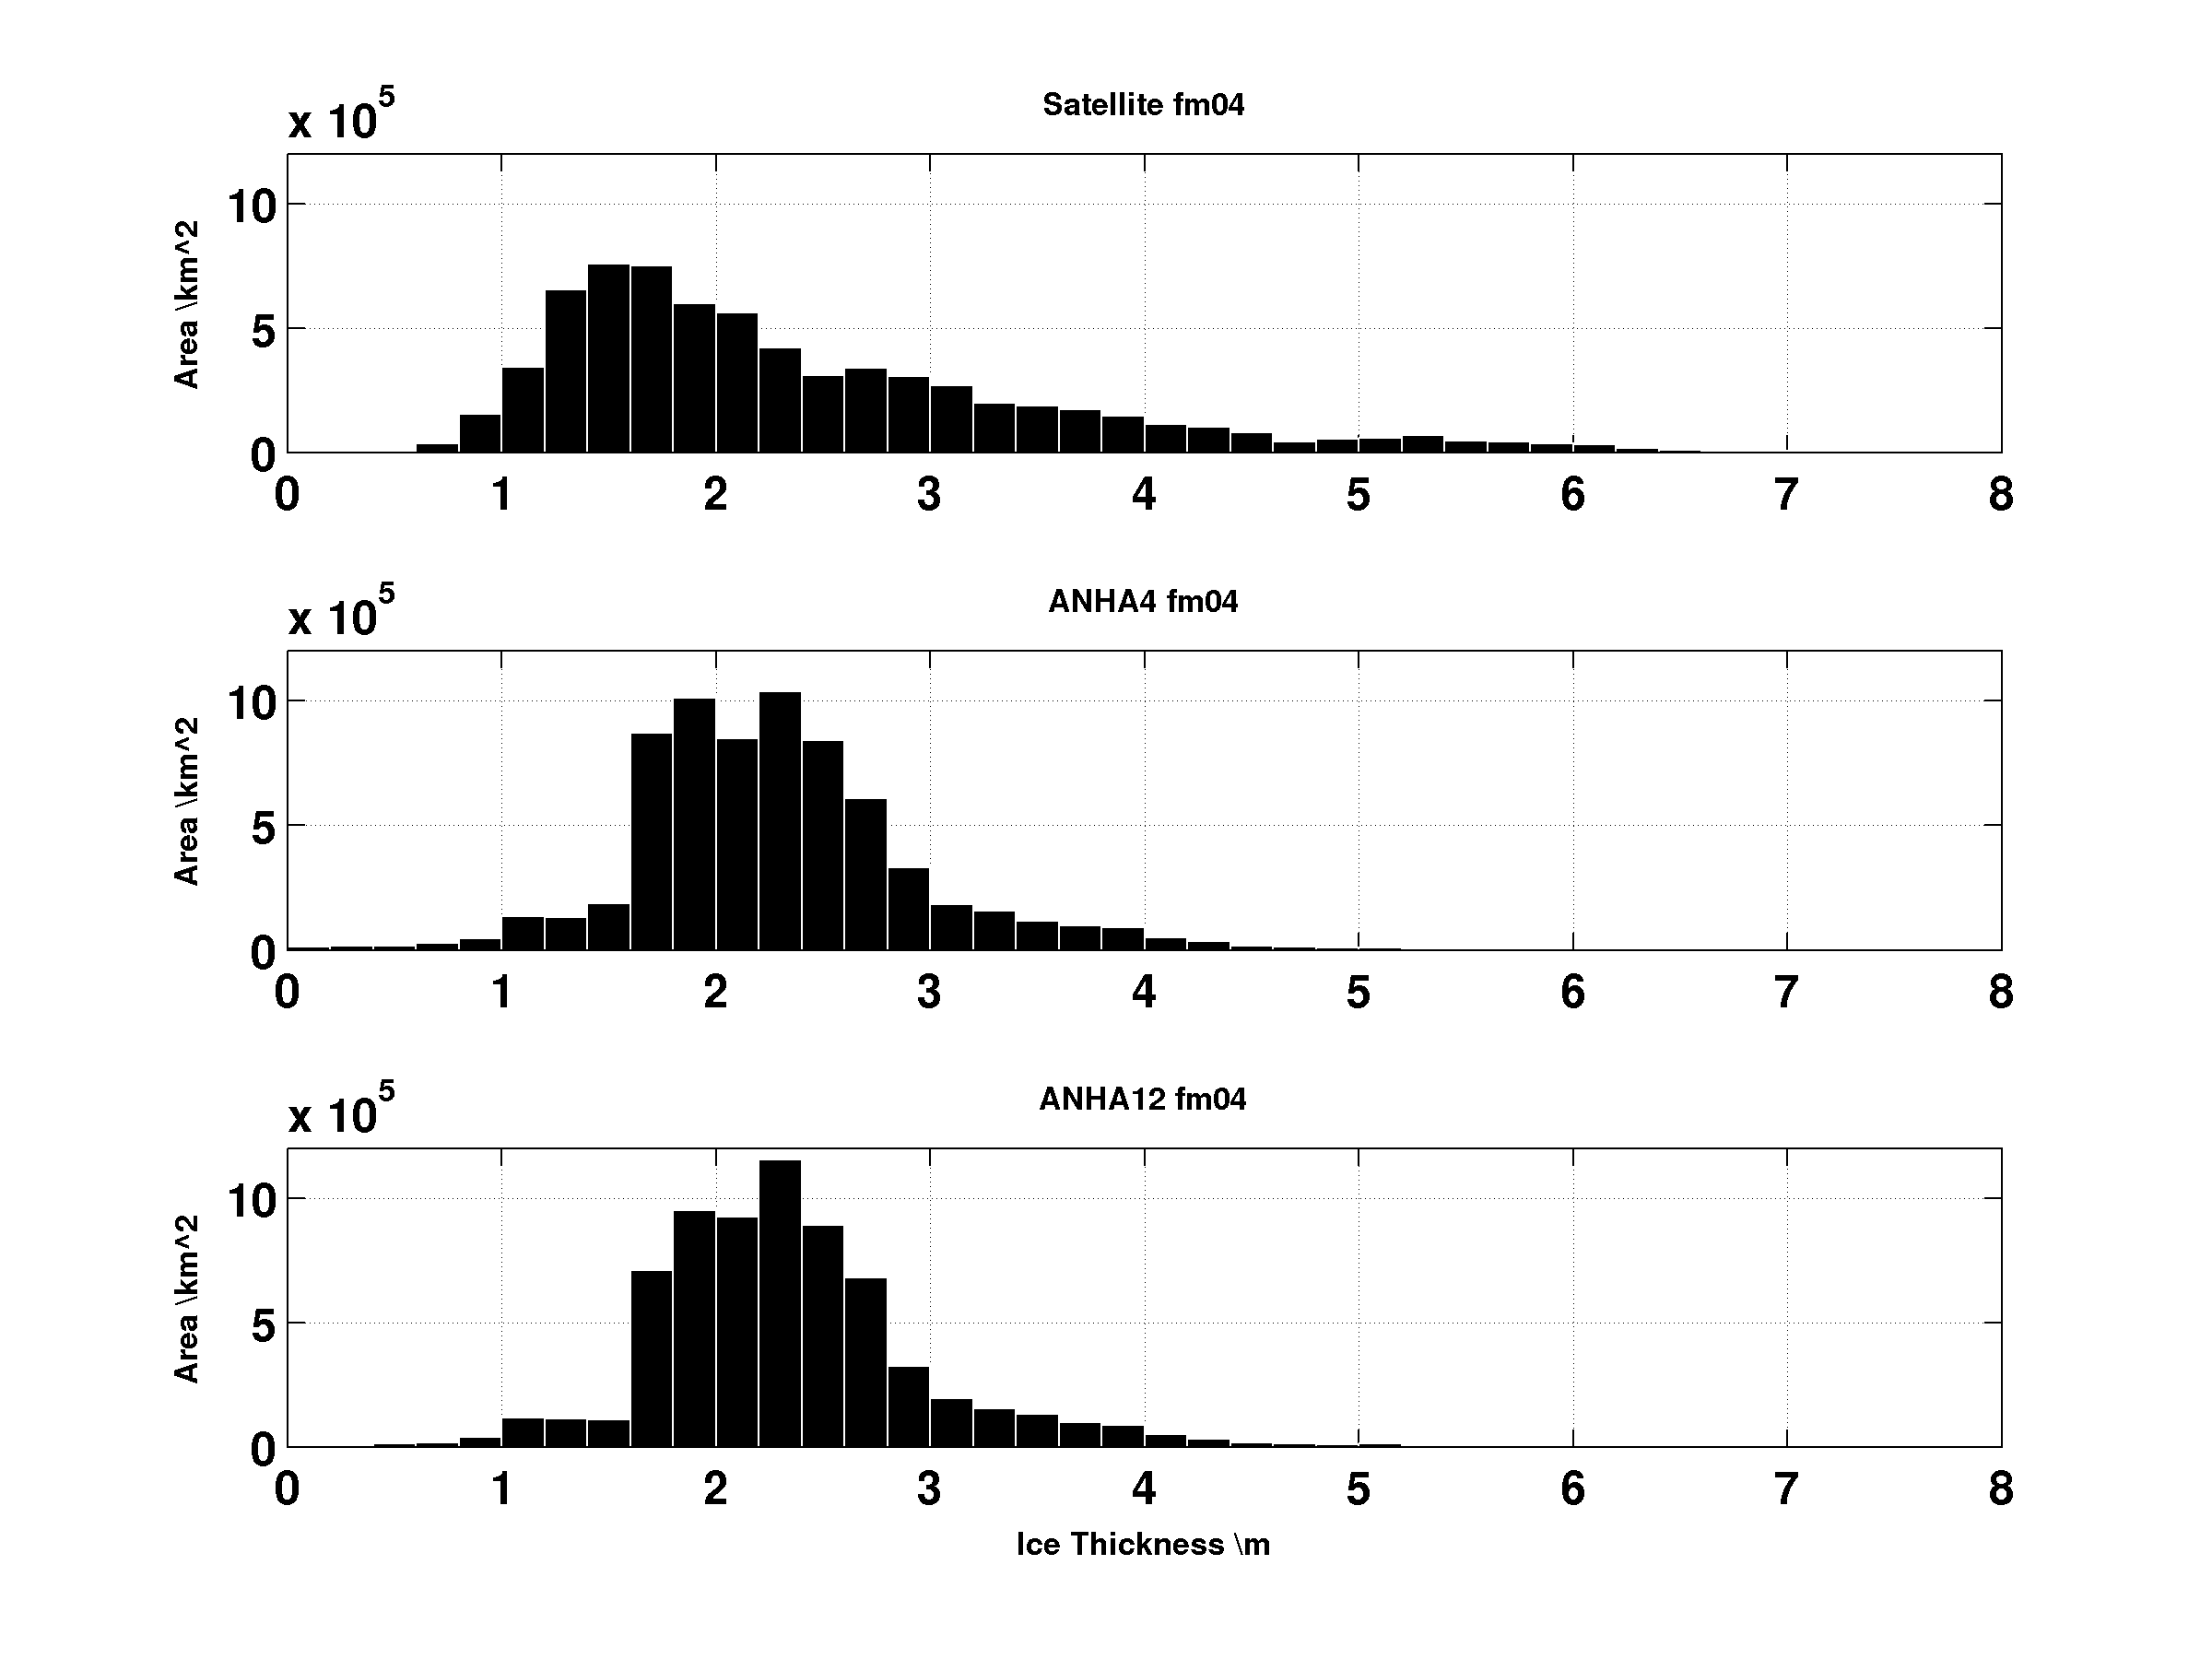 Satellite fm04
x 10^5
Area \km^2
10
5
0
0 1 2 3 4 5 6 7 8
ANHA4 fm04
x 10^5
Area \km^2
10
5
0
0 1 2 3 4 5 6 7 8
ANHA12 fm04
x 10^5
Area \km^2
10
5
0
0 1 2 3 4 5 6 7 8
Ice Thickness \m